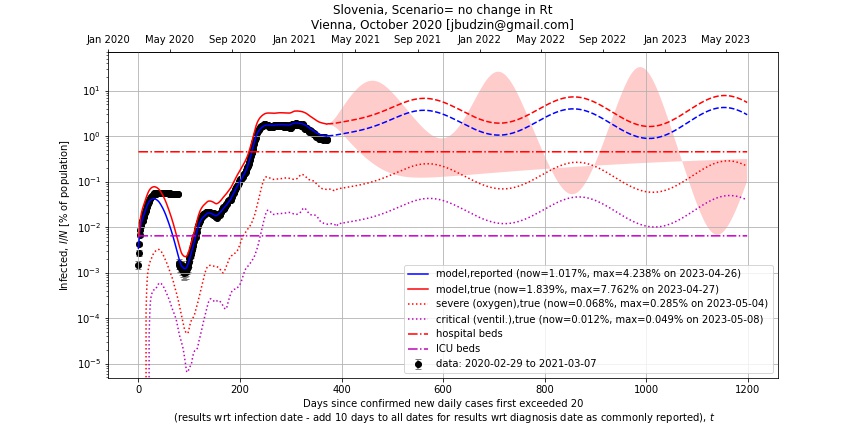 Slovenia, Scenario= no change in Rt
Vienna, October 2020 [jbudzin@gmail.com]
Jan 2020 May 2020 Sep 2020 Jan 2021 May 2021 Sep 2021 Jan 2022 May 2022 Sep 2022 Jan 2023 May 2023
10¹
10⁰
10⁻¹
10⁻²
10⁻³
10⁻⁴
10⁻⁵
Infected, I/N [% of population]
model,reported (now=1.017%, max=4.238% on 2023-04-26)
model,true (now=1.839%, max=7.762% on 2023-04-27)
severe (oxygen),true (now=0.068%, max=0.285% on 2023-05-04)
critical (ventil.),true (now=0.012%, max=0.049% on 2023-05-08)
hospital beds
ICU beds
data: 2020-02-29 to 2021-03-07
0 200 400 600 800 1000 1200
Days since confirmed new daily cases first exceeded 20
(results wrt infection date - add 10 days to all dates for results wrt diagnosis date as commonly reported), t